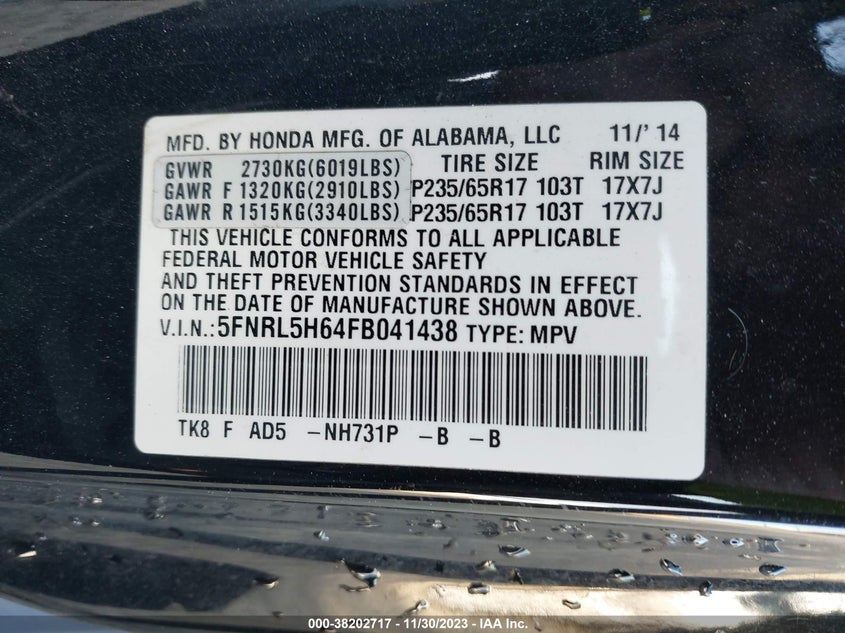 MFD. BY HONDA MFG. OF ALABAMA, LLC 11/'14
GVWR 2730KG(6019LBS) TIRE SIZE RIM SIZE
GAWR F 1320KG(2910LBS) P235/65R17 103T 17X7J
GAWR R 1515KG(3340LBS) P235/65R17 103T 17X7J
THIS VEHICLE CONFORMS TO ALL APPLICABLE
FEDERAL MOTOR VEHICLE SAFETY
AND THEFT PREVENTION STANDARDS IN EFFECT
ON THE DATE OF MANUFACTURE SHOWN ABOVE.
V.I.N.: 5FNRL5H64FB041438 TYPE: MPV
TK8 F AD5 -NH731P -B -B
000-38202717 - 11/30/2023 - IAA Inc.